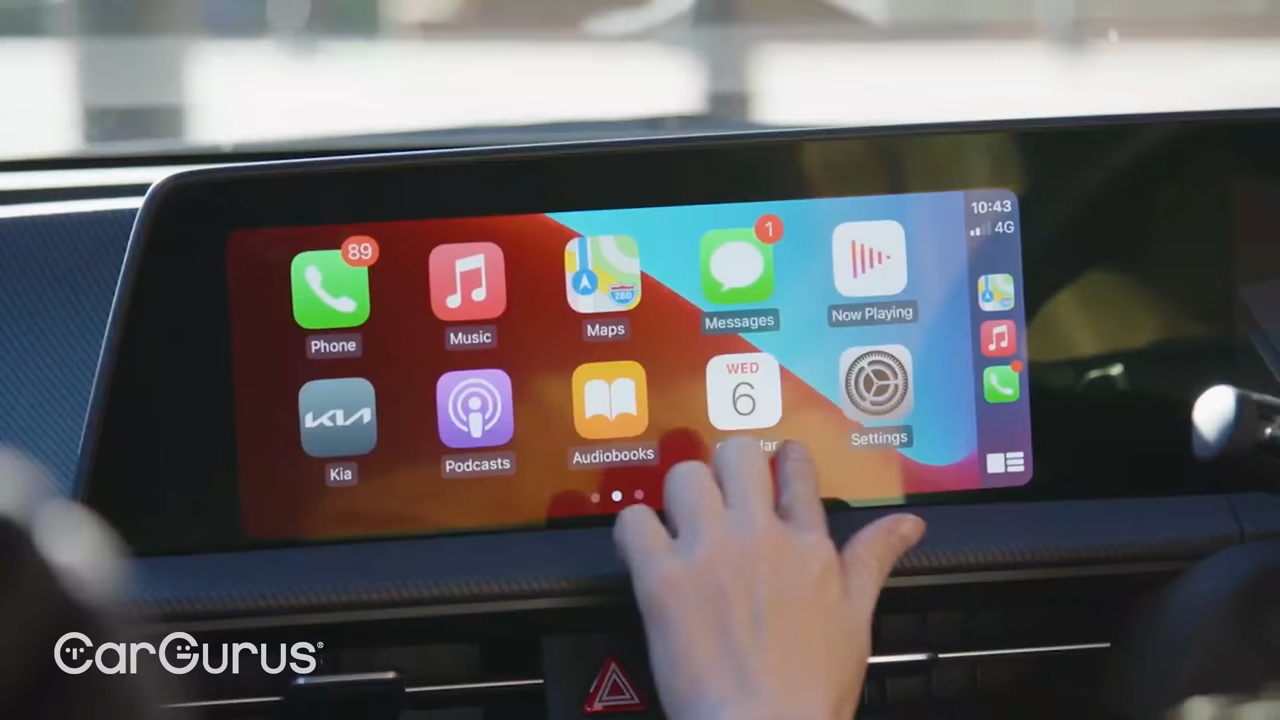 10:43
4G
89
1
280
Phone
Music
Maps
Messages
Now Playing
WED
6
KIA
Kia
Podcasts
Audiobooks
Settings
CarGurus®